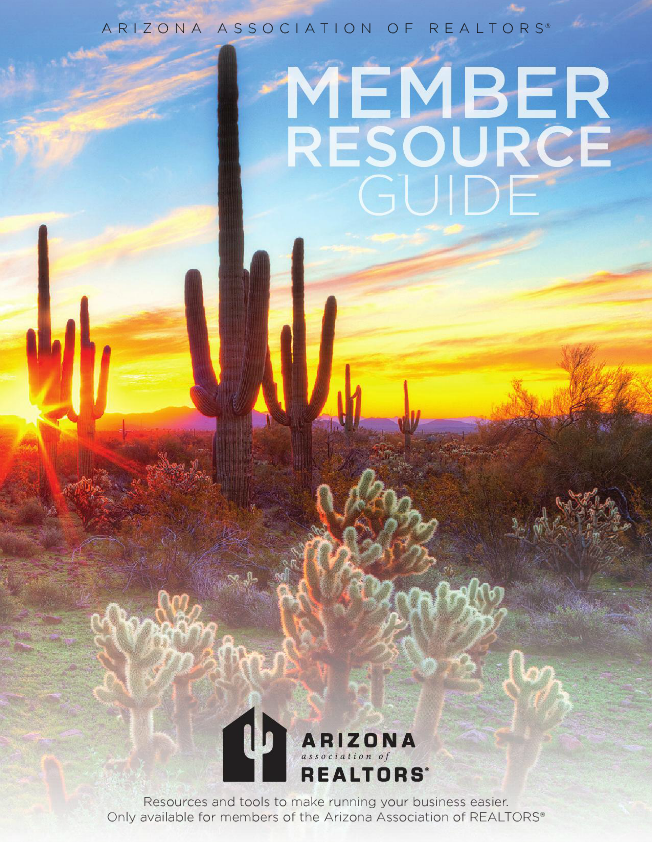 ARIZONA ASSOCIATION OF REALTORS®
MEMBER
RESOURCE
GUIDE
ARIZONA
association of
REALTORS®
Resources and tools to make running your business easier.
Only available for members of the Arizona Association of REALTORS®